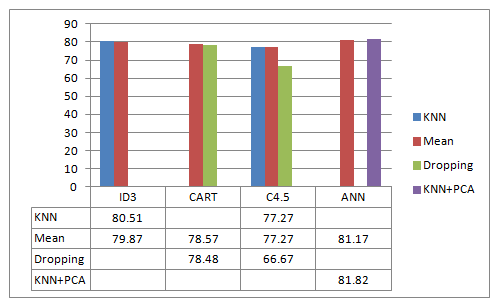 90
80
70
60
50
40
30
20
10
0
KNN
Mean
Dropping
KNN+PCA
ID3 CART C4.5 ANN
KNN 80.51 77.27
Mean 79.87 78.57 77.27 81.17
Dropping 78.48 66.67
KNN+PCA 81.82